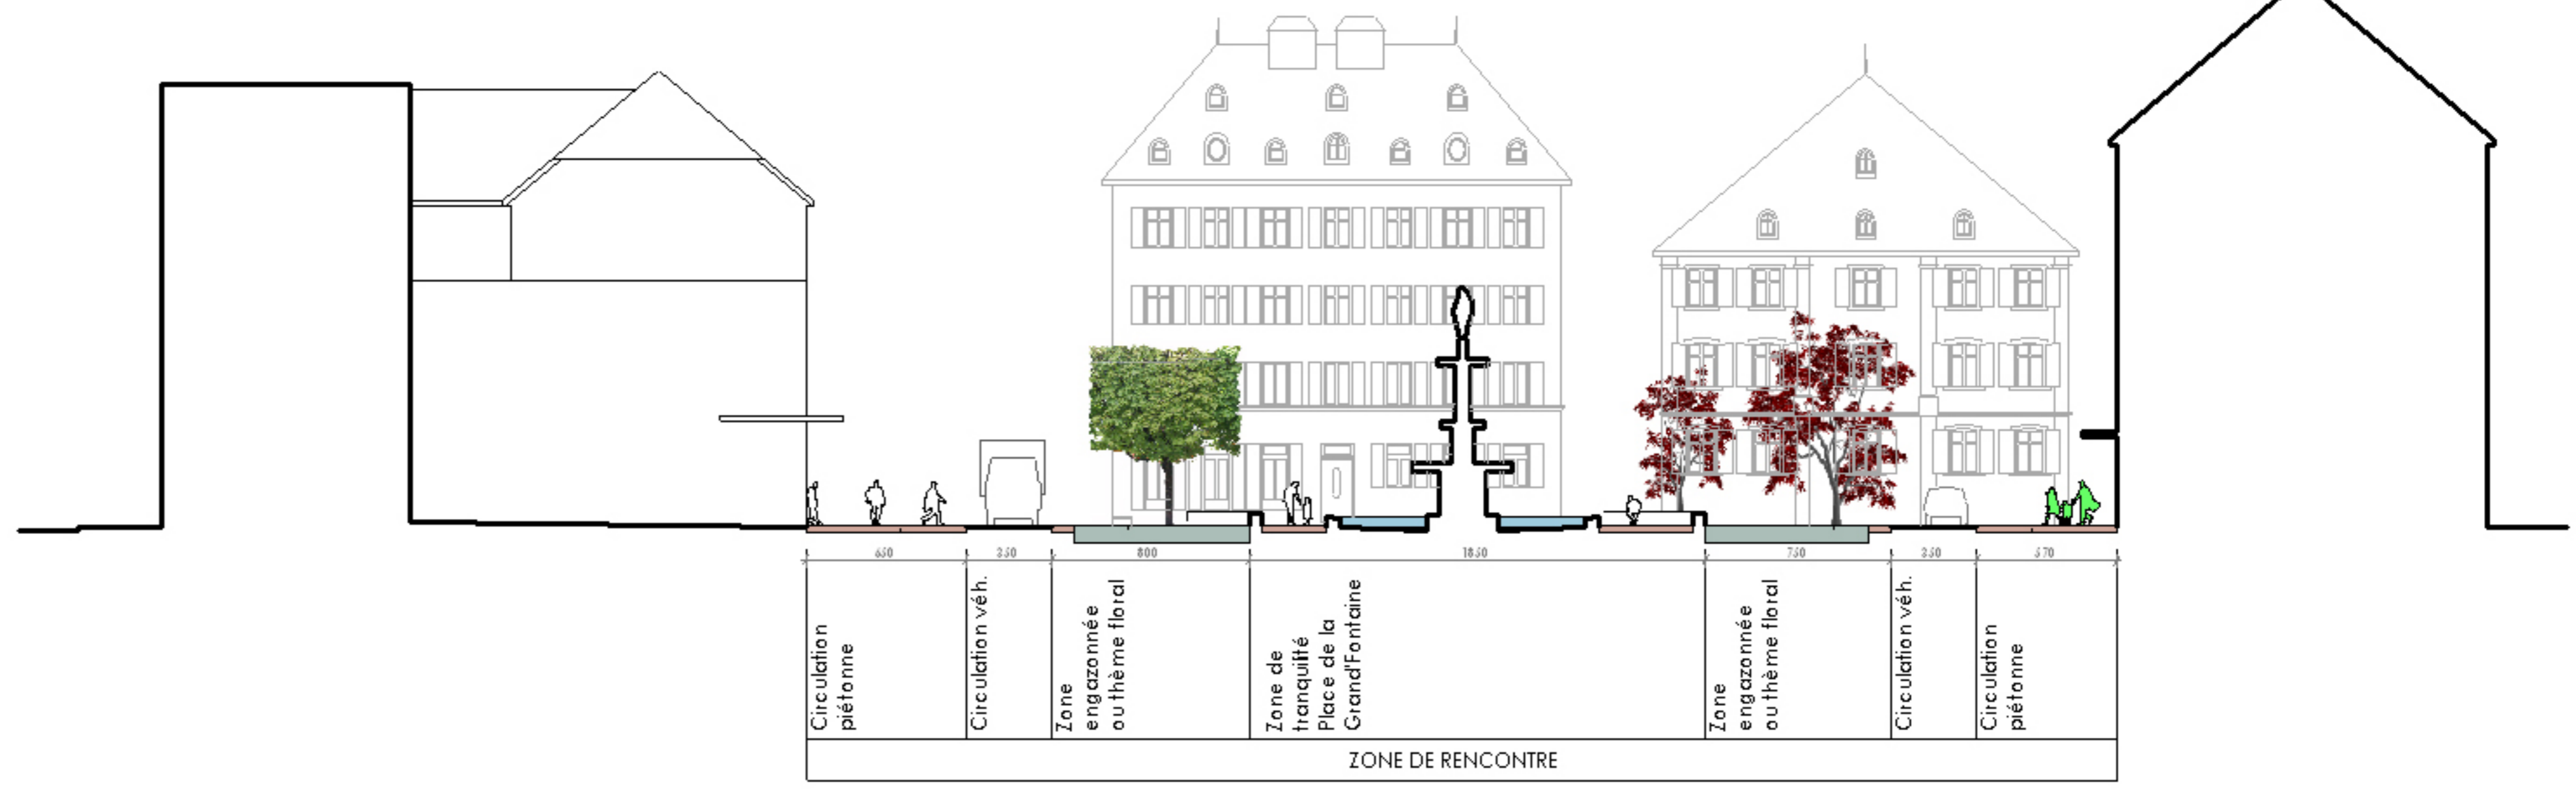 650 350 800 1850 750 350 570
Circulation
piétonne
Circulation véh.
Zone
engazonnée
ou thème floral
Zone de
tranquilité
Place de la
Grand'Fontaine
Zone
engazonnée
ou thème floral
Circulation véh.
Circulation
piétonne
ZONE DE RENCONTRE